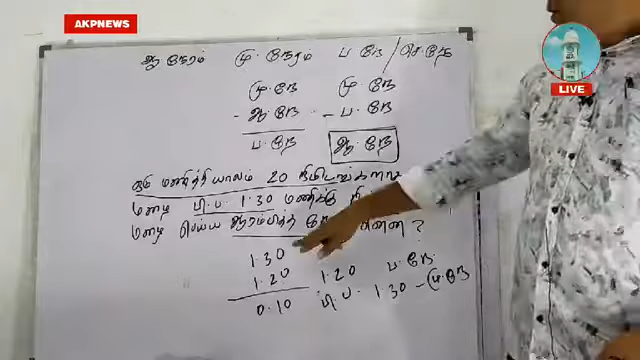 AKPNEWS
LIVE
ஆ நேரம் மு. நேரம் ப நே / செ. நே
மு. நே மு நே
- ஆ. நே - ப. நே
ப. நே ஆ. நே
ஒரு மணித்தியாலம் 20 நிமிடங்களாக
மழை பி. ப. 1.30 மணிக்கு
மழை செய்ய ஆரம்பித்த என்ன ?
1.30
1.20 1.20 ப. நே
0.10 பி. ப. 1.30 - மு. நே